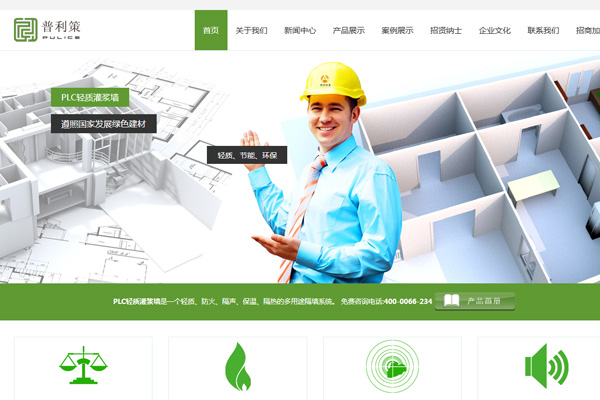 普利策
PULICE
首页 关于我们 新闻中心 产品展示 案例展示 招贤纳士 企业文化 联系我们 招商加
PLC轻质灌浆墙
遵照国家发展绿色建材
轻质、节能、环保
PLC轻质灌浆墙是一个轻质、防火、隔声、保温、隔热的多用途隔墙系统。 免费咨询电话:400-0066-234 产品画册